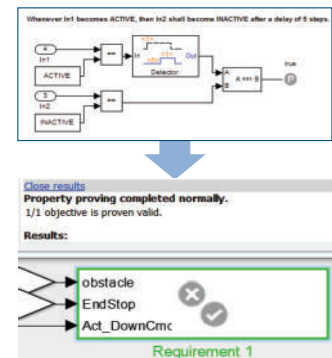 Whenever In1 becomes ACTIVE, then In2 shall become INACTIVE after a delay of 5 steps.
4
In1
ACTIVE
==
In
Out
Detector
3
In2
INACTIVE
==
A
B
A ==> B
true
P
Close results
Property proving completed normally.
1/1 objective is proven valid.
Results:
obstacle
EndStop
Act_DownCmc
Requirement 1